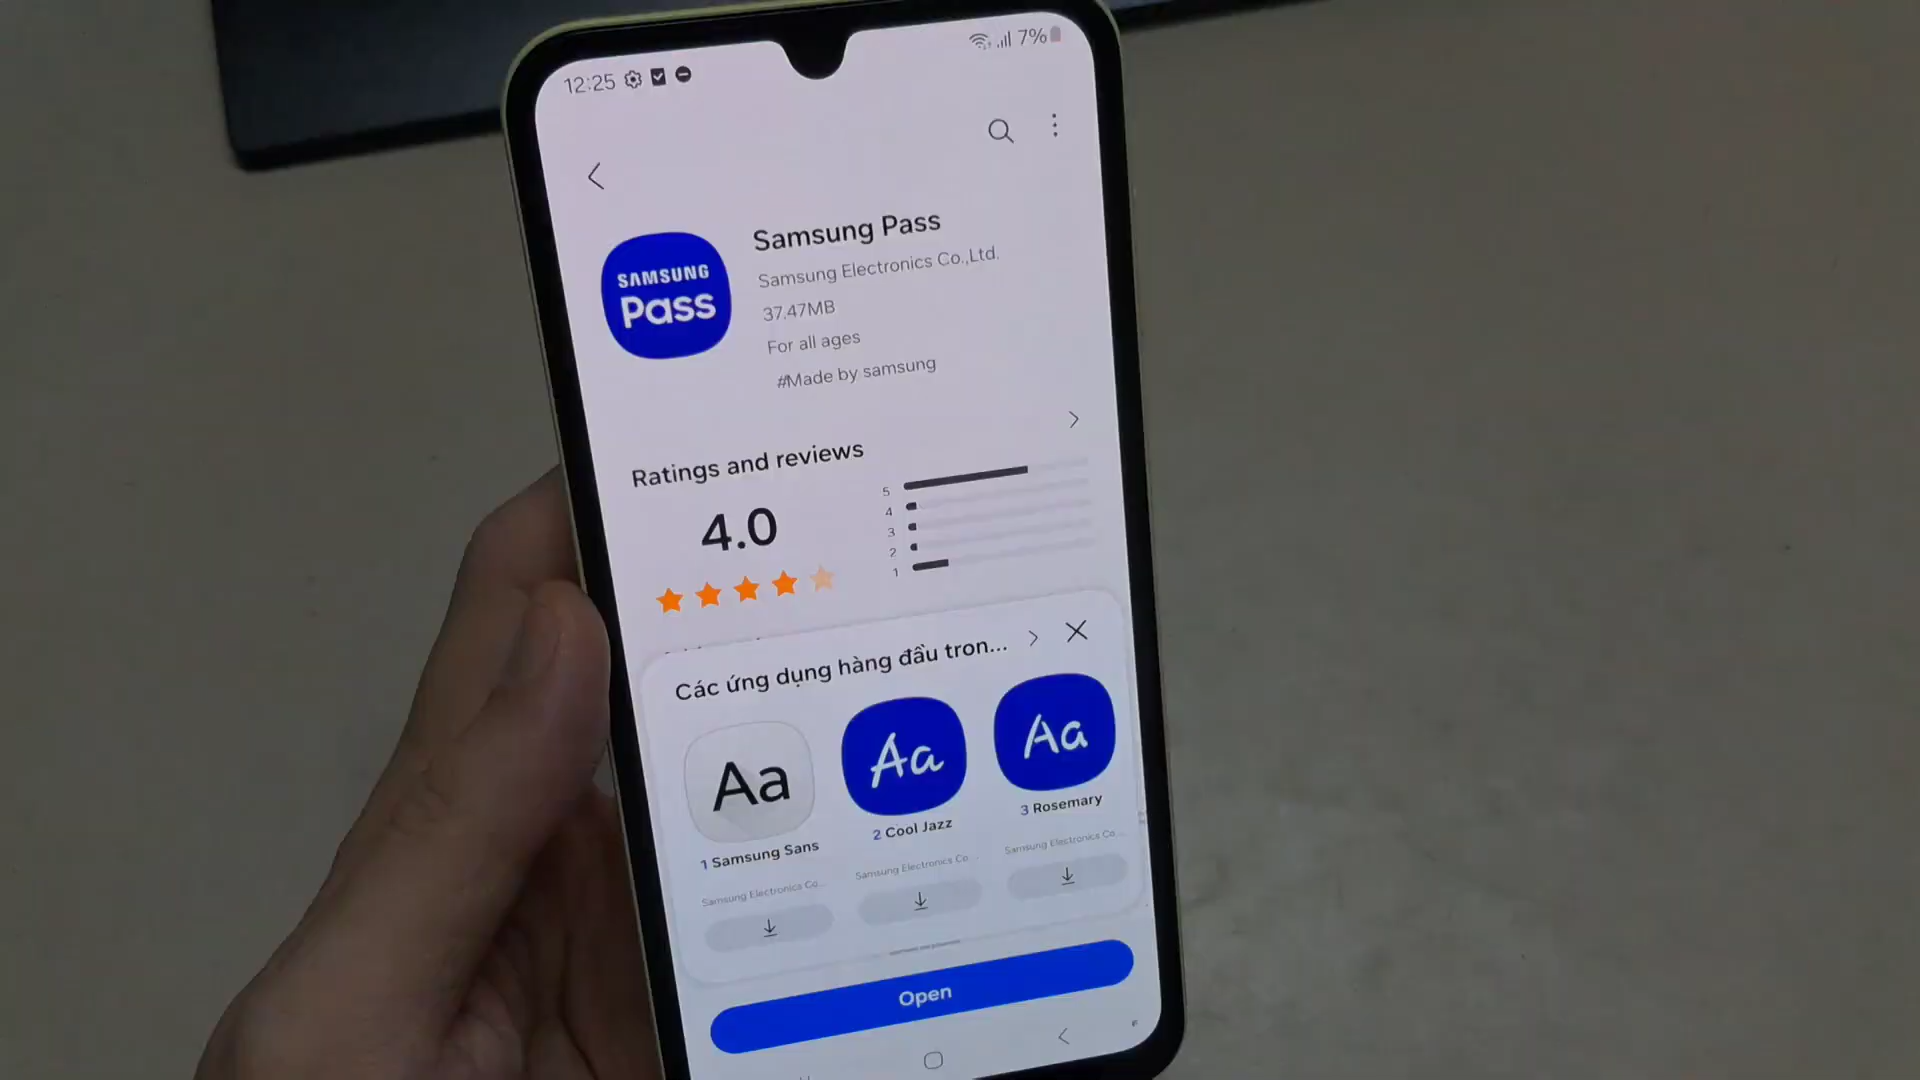 12:25
7%
Samsung Pass
SAMSUNG
Pass
Samsung Electronics Co.,Ltd.
37.47MB
For all ages
#Made by samsung
Ratings and reviews
4.0
5
4
3
2
1
Các ứng dụng hàng đầu tron...
Aa
Aa
Aa
1 Samsung Sans
2 Cool Jazz
3 Rosemary
Samsung Electronics Co...
Samsung Electronics Co...
Samsung Electronics Co...
Open